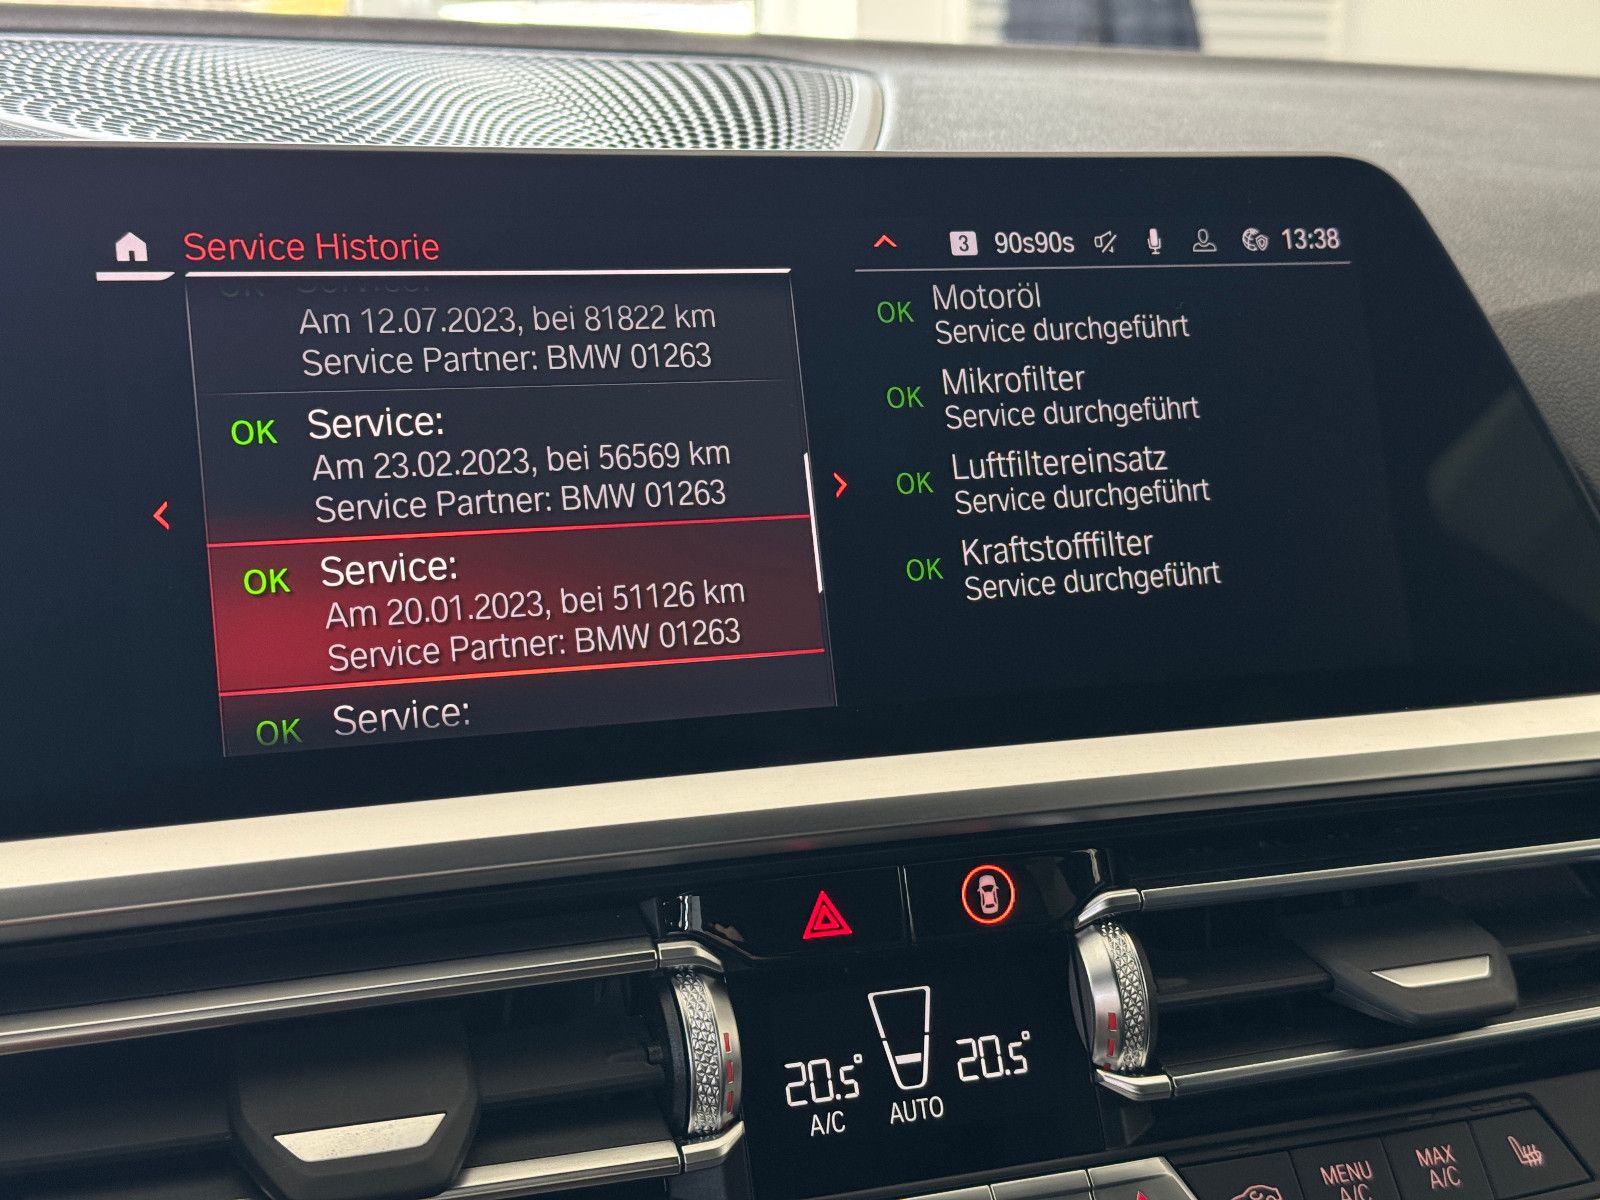 Service Historie
3 90s90s 13:38
OK Service:
Am 12.07.2023, bei 81822 km
Service Partner: BMW 01263
OK Service:
Am 23.02.2023, bei 56569 km
Service Partner: BMW 01263
OK Service:
Am 20.01.2023, bei 51126 km
Service Partner: BMW 01263
OK Service:
OK Motoröl
Service durchgeführt
OK Mikrofilter
Service durchgeführt
OK Luftfiltereinsatz
Service durchgeführt
OK Kraftstofffilter
Service durchgeführt
20.5° 20.5°
A/C AUTO
MENU
A/C
MAX
A/C